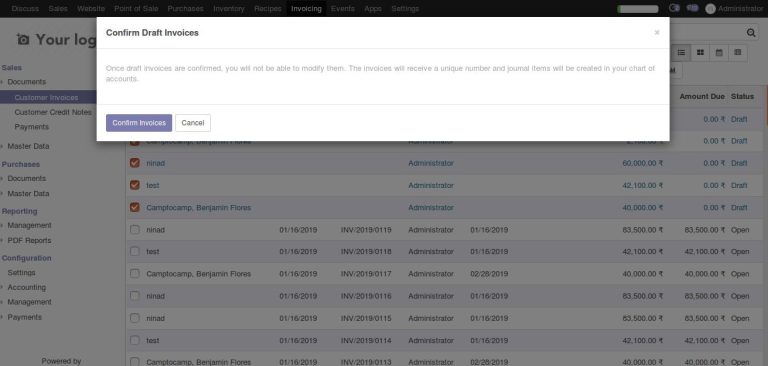 Discuss Sales Website Point of Sale Purchases Inventory Recipes Invoicing Events Apps Settings Administrator
Your log
Confirm Draft Invoices ×
Once draft invoices are confirmed, you will not be able to modify them. The invoices will receive a unique number and journal items will be created in your chart of
accounts.
Confirm Invoices Cancel
Sales
Documents
Customer Invoices
Customer Credit Notes
Payments
Master Data
Purchases
Documents
Master Data
Reporting
Management
PDF Reports
Configuration
Settings
Accounting
Management
Payments
Powered by
Amount Due Status
0.00 ₹ Draft
Camptocamp, Benjamin Flores Administrator 0.00 ₹ Draft
ninad Administrator 60,000.00 ₹ 0.00 ₹ Draft
test Administrator 42,100.00 ₹ 0.00 ₹ Draft
Camptocamp, Benjamin Flores Administrator 40,000.00 ₹ 0.00 ₹ Draft
ninad 01/16/2019 INV/2019/0119 Administrator 01/16/2019 83,500.00 ₹ 83,500.00 ₹ Open
test 01/16/2019 INV/2019/0118 Administrator 01/16/2019 42,100.00 ₹ 42,100.00 ₹ Open
Camptocamp, Benjamin Flores 01/16/2019 INV/2019/0117 Administrator 02/28/2019 40,000.00 ₹ 40,000.00 ₹ Open
ninad 01/16/2019 INV/2019/0116 Administrator 01/16/2019 83,500.00 ₹ 83,500.00 ₹ Open
ninad 01/16/2019 INV/2019/0115 Administrator 01/16/2019 83,500.00 ₹ 83,500.00 ₹ Open
test 01/16/2019 INV/2019/0114 Administrator 01/16/2019 42,100.00 ₹ 42,100.00 ₹ Open
Camptocamp, Benjamin Flores 01/16/2019 INV/2019/0113 Administrator 02/28/2019 40,000.00 ₹ 40,000.00 ₹ Open